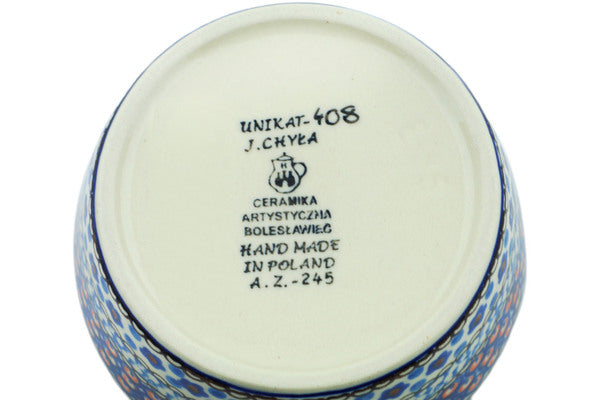 UNIKAT-408
J. CHYŁA
H
CERAMIKA
ARTYSTYCZNA
BOLESŁAWIEC
HAND MADE
IN POLAND
A. Z.-245